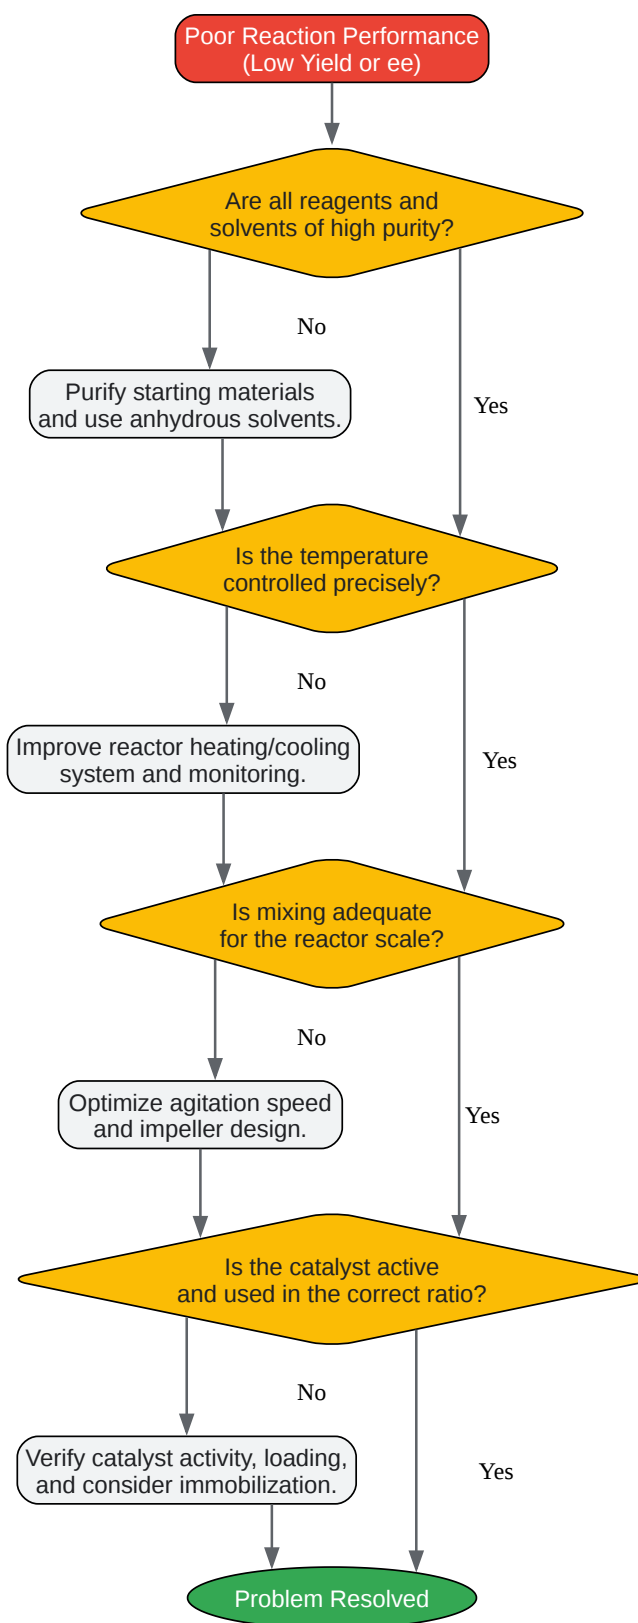 Poor Reaction Performance
(Low Yield or ee)
Are all reagents and
solvents of high purity?
No
Purify starting materials
and use anhydrous solvents.
Yes
Is the temperature
controlled precisely?
No
Improve reactor heating/cooling
system and monitoring.
Yes
Is mixing adequate
for the reactor scale?
No
Optimize agitation speed
and impeller design.
Yes
Is the catalyst active
and used in the correct ratio?
No
Verify catalyst activity, loading,
and consider immobilization.
Yes
Problem Resolved